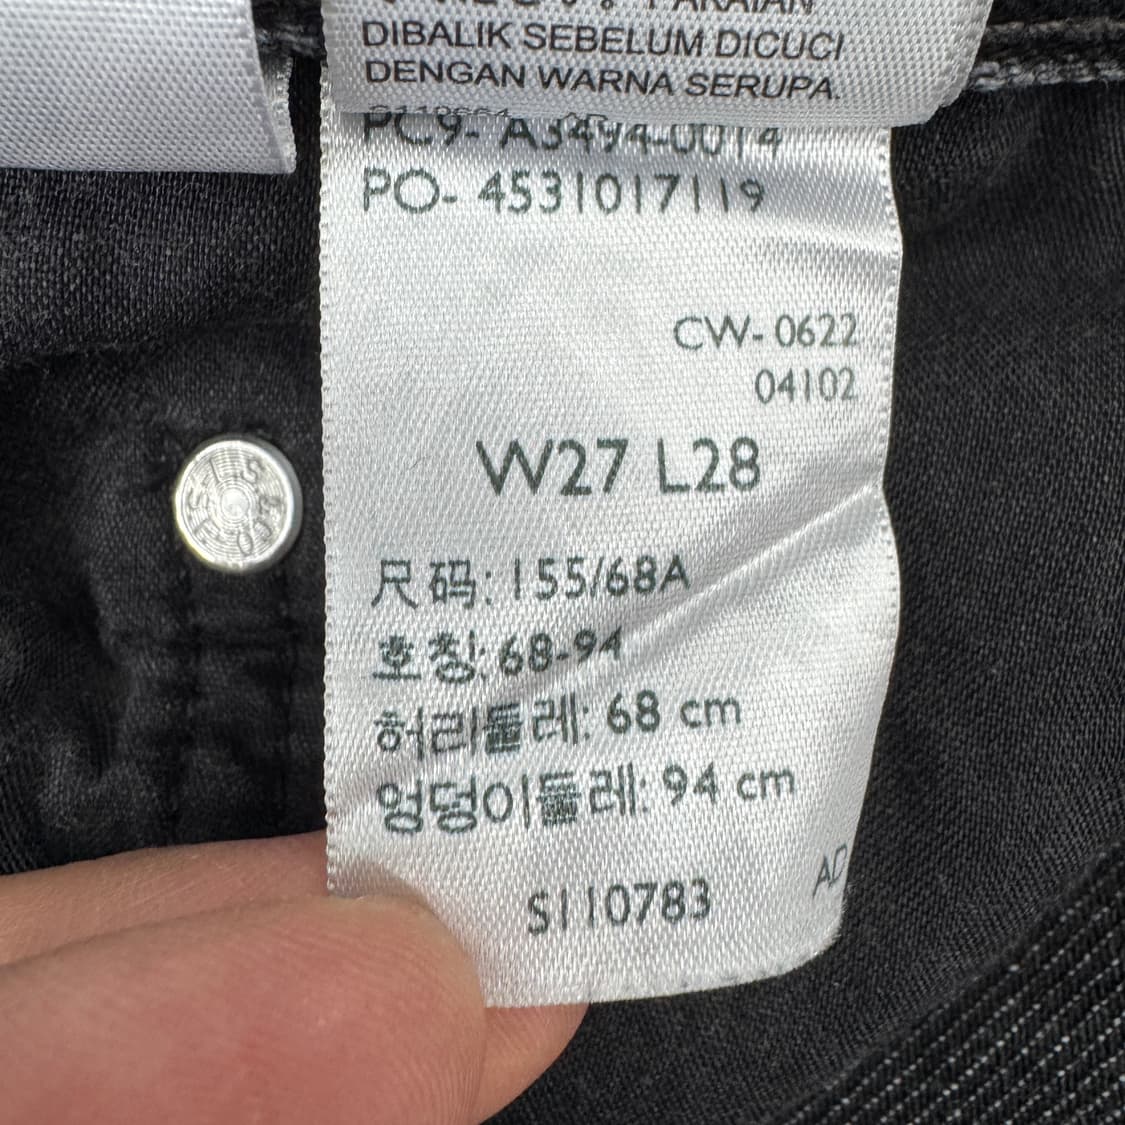 PAKAIAN
DIBALIK SEBELUM DICUCI
DENGAN WARNA SERUPA.
PC9- A3494-0014
PO- 4531017119
CW- 0622
04102
W27 L28
尺码: 155/68A
호칭: 68-94
허리둘레: 68 cm
엉덩이둘레: 94 cm
AD
S110783